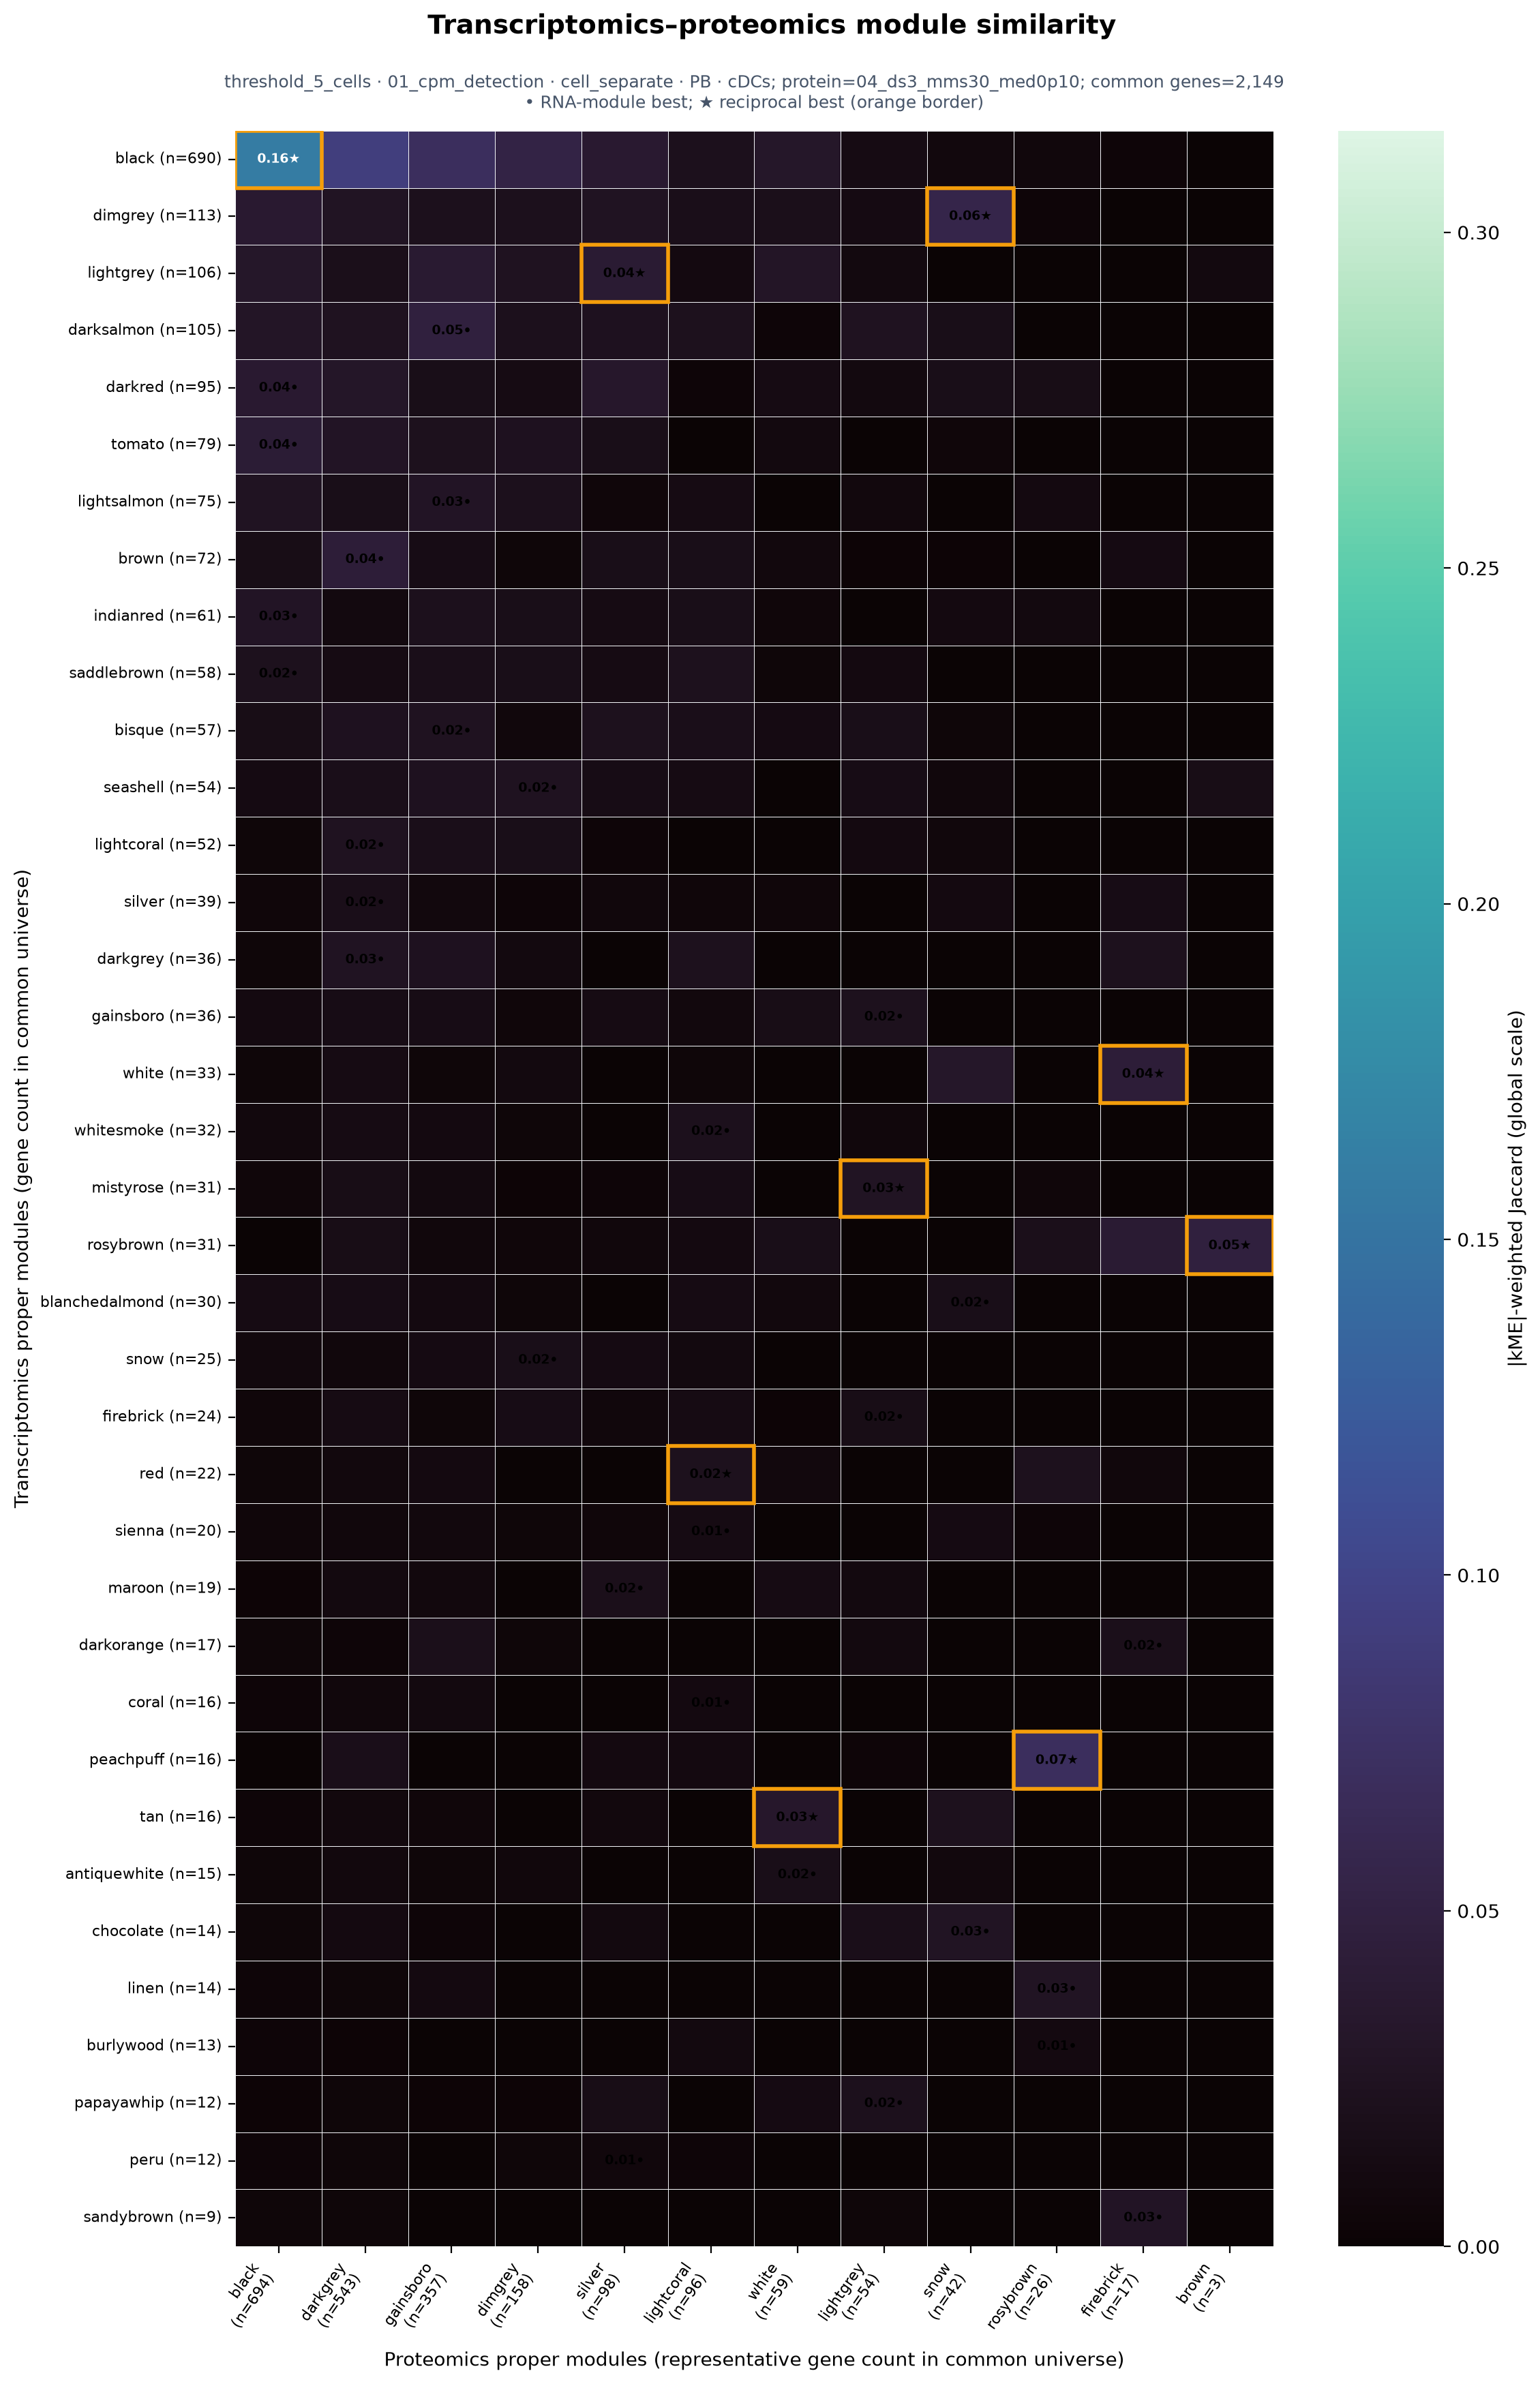 Transcriptomics–proteomics module similarity
threshold_5_cells · 01_cpm_detection · cell_separate · PB · cDCs; protein=04_ds3_mms30_med0p10; common genes=2,149
• RNA-module best; ★ reciprocal best (orange border)
Transcriptomics proper modules (gene count in common universe)
black (n=690)
0.16★
dimgrey (n=113)
0.06★
lightgrey (n=106)
0.04★
darksalmon (n=105)
0.05•
darkred (n=95)
0.04•
tomato (n=79)
0.04•
lightsalmon (n=75)
0.03•
brown (n=72)
0.04•
indianred (n=61)
0.03•
saddlebrown (n=58)
0.02•
bisque (n=57)
0.02•
seashell (n=54)
0.02•
lightcoral (n=52)
0.02•
silver (n=39)
0.02•
darkgrey (n=36)
0.03•
gainsboro (n=36)
0.02•
white (n=33)
0.04★
whitesmoke (n=32)
0.02•
mistyrose (n=31)
0.03★
rosybrown (n=31)
0.05★
blanchedalmond (n=30)
0.02•
snow (n=25)
0.02•
firebrick (n=24)
0.02•
red (n=22)
0.02★
sienna (n=20)
0.01•
maroon (n=19)
0.02•
darkorange (n=17)
0.02•
coral (n=16)
0.01•
peachpuff (n=16)
0.07★
tan (n=16)
0.03★
antiquewhite (n=15)
0.02•
chocolate (n=14)
0.03•
linen (n=14)
0.03•
burlywood (n=13)
0.01•
papayawhip (n=12)
0.02•
peru (n=12)
0.01•
sandybrown (n=9)
0.03•
black
(n=694)
darkgrey
(n=543)
gainsboro
(n=357)
dimgrey
(n=158)
silver
(n=98)
lightcoral
(n=96)
white
(n=59)
lightgrey
(n=54)
snow
(n=42)
rosybrown
(n=26)
firebrick
(n=17)
brown
(n=3)
Proteomics proper modules (representative gene count in common universe)
0.30
0.25
0.20
0.15
0.10
0.05
0.00
|kME|-weighted Jaccard (global scale)